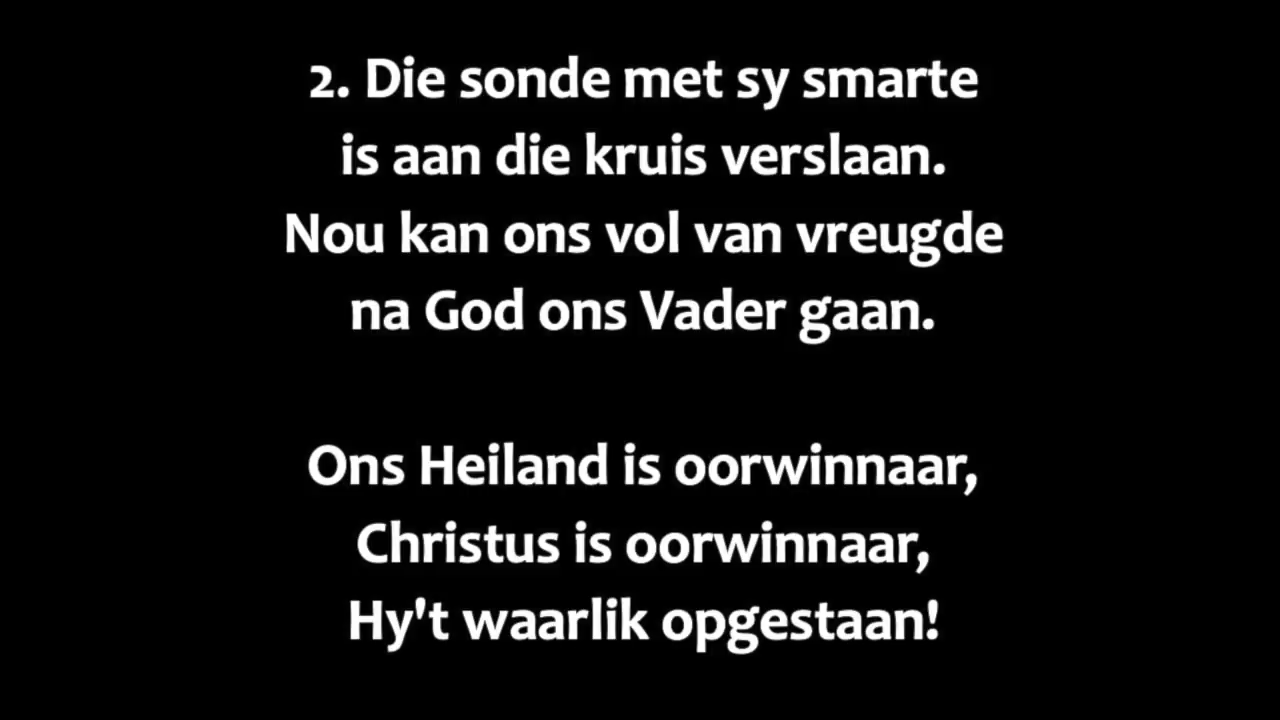 2. Die sonde met sy smarte
is aan die kruis verslaan.
Nou kan ons vol van vreugde
na God ons Vader gaan.
Ons Heiland is oorwinnaar,
Christus is oorwinnaar,
Hy't waarlik opgestaan!